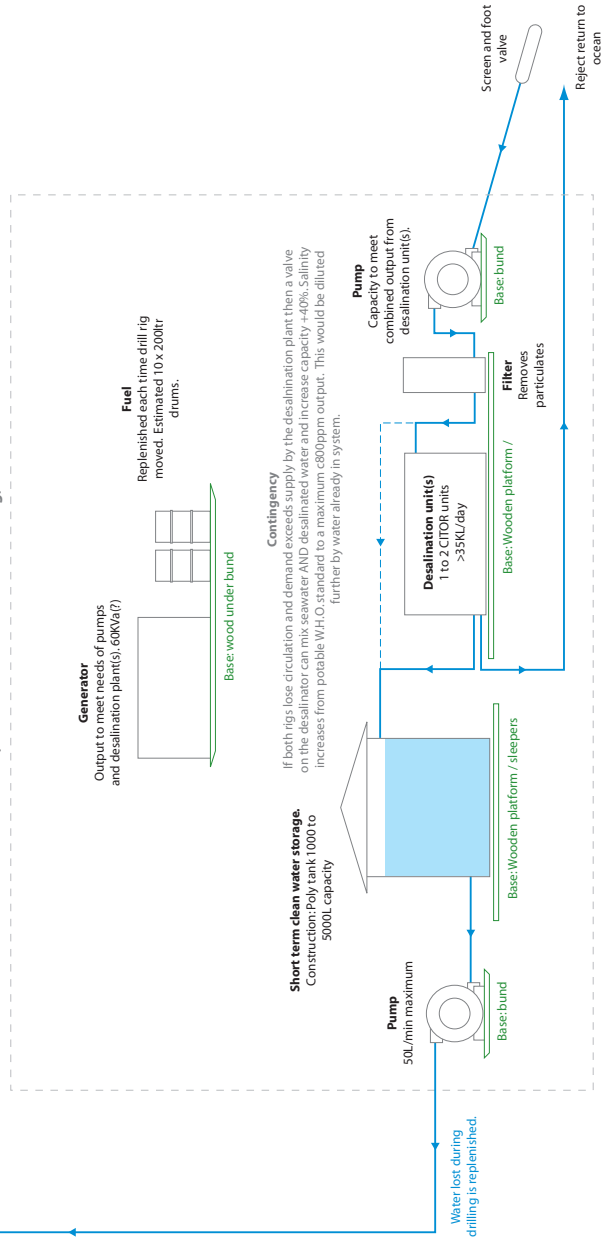 Generator
Output to meet needs of pumps
and desalination plant(s). 60KVa(?)
Base: wood under bund
Fuel
Replenished each time drill rig
moved. Estimated 10 x 200ltr
drums.
Contingency
If both rigs lose circulation and demand exceeds supply by the desalnination plant then a valve
on the desalinator can mix seawater AND desalinated water and increase capacity +40%. Salinity
increases from potable W.H.O. standard to a maximum c800ppm output. This would be diluted
further by water already in system.
Short term clean water storage.
Construction: Poly tank 1000 to
5000L capacity
Base: Wooden platform / sleepers
Pump
50L/min maximum
Base: bund
Water lost during
drilling is replenished.
Desalination unit(s)
1 to 2 CITOR units
>35KL/day
Base: Wooden platform /
Filter
Removes
particulates
Pump
Capacity to meet
combined output from
desalination unit(s).
Base: bund
Screen and foot
valve
Reject return to
ocean